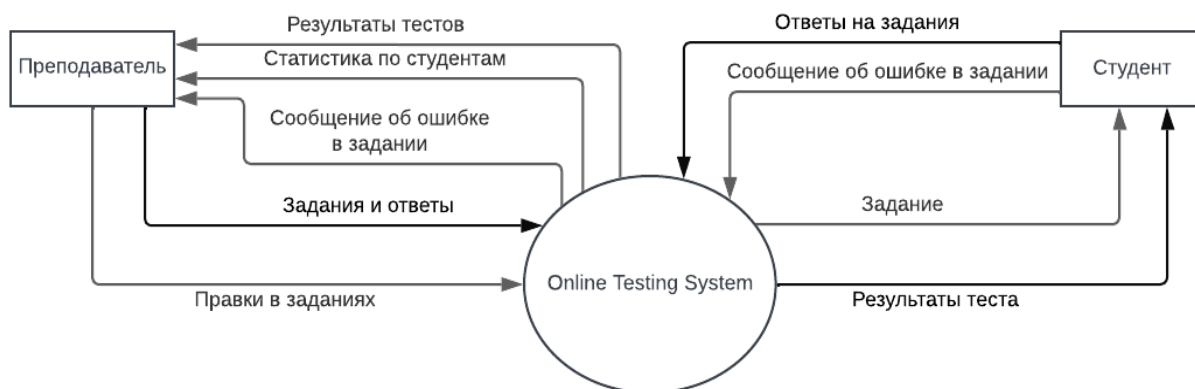 Результаты тестов
Ответы на задания
Преподаватель
Статистика по студентам
Сообщение об ошибке в задании
Студент
Сообщение об ошибке
в задании
Задания и ответы
Задание
Online Testing System
Правки в заданиях
Результаты теста